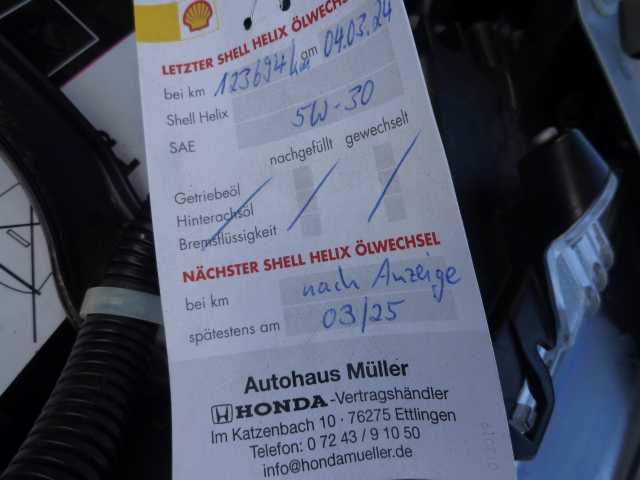 LETZTER SHELL HELIX ÖLWECHSEL
bei km 123694 km am 04.03.24
Shell Helix
SAE 5W-30
nachgefüllt gewechselt
Getriebeöl
Hinterachsöl
Bremsflüssigkeit
NÄCHSTER SHELL HELIX ÖLWECHSEL
bei km nach Anzeige
spätestens am 03/25
Autohaus Müller
HONDA-Vertragshändler
Im Katzenbach 10 · 76275 Ettlingen
Telefon: 0 72 43 / 9 10 50
info@hondamueller.de